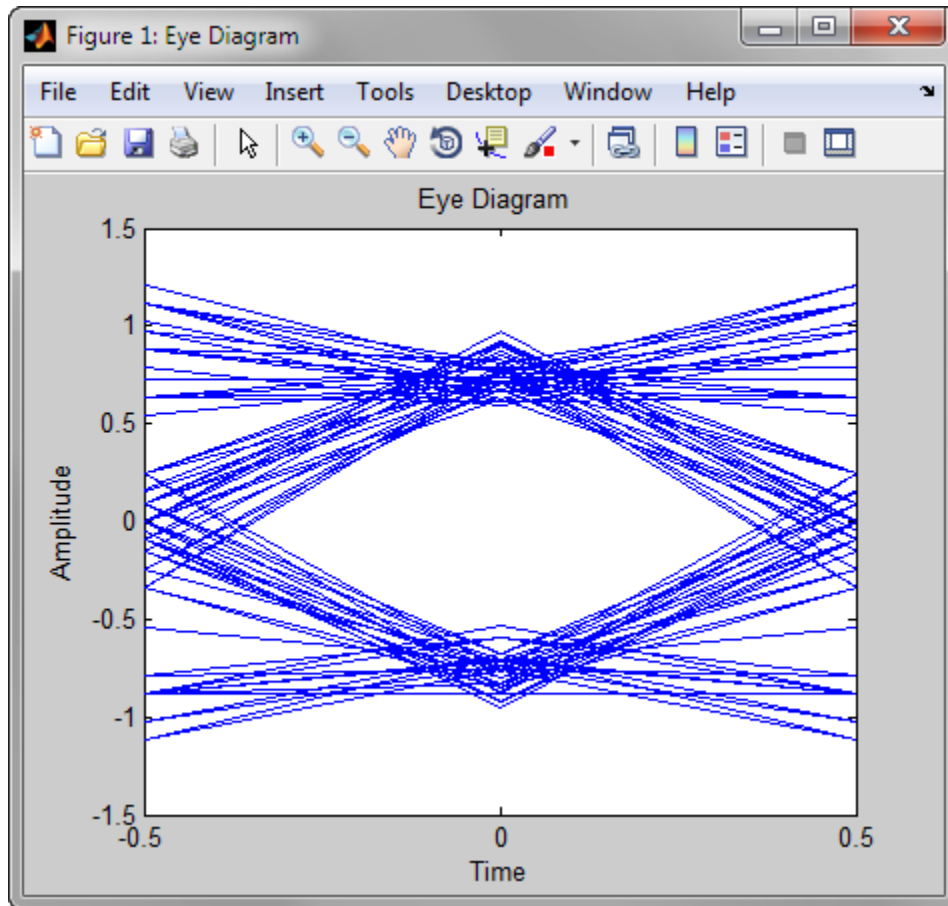 Figure 1: Eye Diagram
File Edit View Insert Tools Desktop Window Help
Eye Diagram
1.5
1
0.5
0
-0.5
-1
-1.5
Amplitude
-0.5 0 0.5
Time